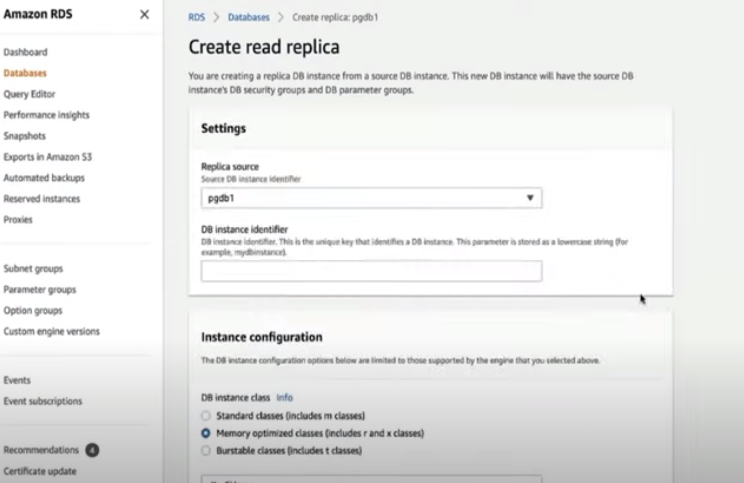 Amazon RDS
RDS > Databases > Create replica: pgdb1
Create read replica
You are creating a replica DB instance from a source DB instance. This new DB instance will have the source DB
instance's DB security groups and DB parameter groups.
Dashboard
Databases
Query Editor
Performance insights
Snapshots
Exports in Amazon S3
Automated backups
Reserved instances
Proxies
Subnet groups
Parameter groups
Option groups
Custom engine versions
Events
Event subscriptions
Recommendations 4
Certificate update
Settings
Replica source
Source DB instance identifier
pgdb1
DB instance identifier
DB instance identifier. This is the unique key that identifies a DB instance. This parameter is stored as a lowercase string (for
example, mydbinstance).
Instance configuration
The DB instance configuration options below are limited to those supported by the engine that you selected above.
DB instance class Info
Standard classes (includes m classes)
Memory optimized classes (includes r and x classes)
Burstable classes (includes t classes)